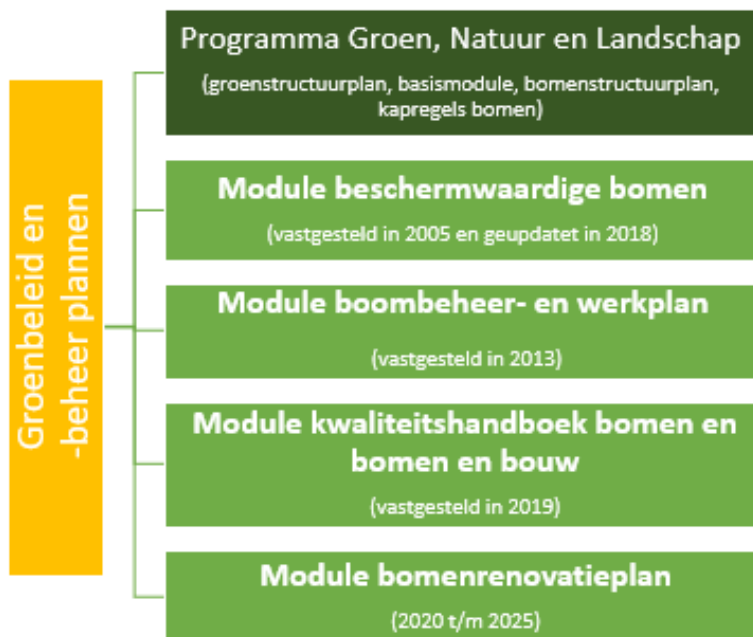 Groenbeleid en
-beheer plannen
Programma Groen, Natuur en Landschap
(groenstructuurplan, basismodule, bomenstructuurplan,
kapregels bomen)
Module beschermwaardige bomen
(vastgesteld in 2005 en geupdatet in 2018)
Module boombeheer- en werkplan
(vastgesteld in 2013)
Module kwaliteitshandboek bomen en
bomen en bouw
(vastgesteld in 2019)
Module bomenrenovatieplan
(2020 t/m 2025)